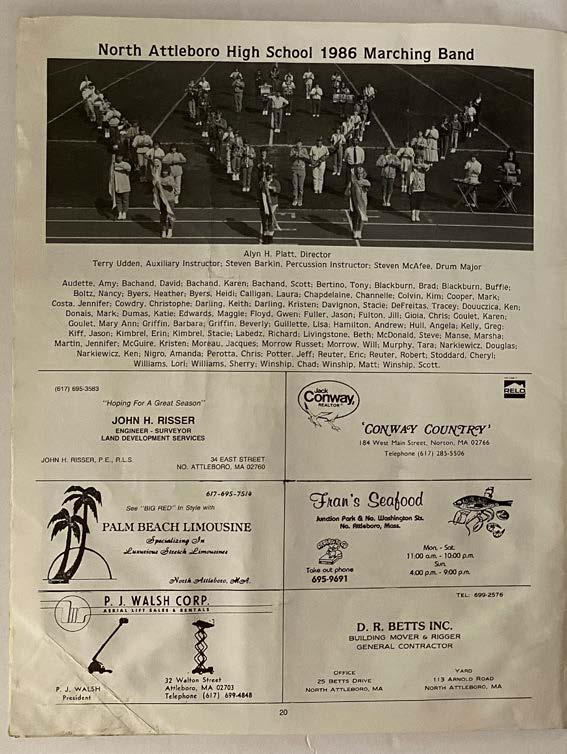 North Attleboro High School 1986 Marching Band
Alyn H. Platt, Director
Terry Udden, Auxiliary Instructor; Steven Barkin, Percussion Instructor; Steven McAfee, Drum Major
Audette, Amy; Bachand, David; Bachand, Karen; Bachand, Scott; Bertino, Tony; Blackburn, Brad; Blackburn, Buffie;
Boltz, Nancy; Byers, Heather; Byers, Heidi; Calligan, Laura; Chapdelaine, Channelle; Colvin, Kim; Cooper, Mark;
Costa, Jennifer; Cowdry, Christophe; Darling, Keith; Darling, Kristen; Davignon, Stacie; DeFreitas, Tracey; Douuczica, Ken;
Donais, Mark; Dumas, Katie; Edwards, Maggie; Floyd, Gwen; Fuller, Jason; Fulton, Jill; Gioia, Chris; Goulet, Karen;
Goulet, Mary Ann; Griffin, Barbara; Griffin, Beverly; Guillette, Lisa; Hamilton, Andrew; Hull, Angela; Kelly, Greg;
Kiff, Jason; Kimbrel, Erin; Kimbrel, Stacie; Labedz, Richard; Livingstone, Beth; McDonald, Steve; Manse, Marsha;
Martin, Jennifer; McGuire, Kristen; Moreau, Jacques; Morrow Russet; Morrow, Will; Murphy, Tara; Narkiewicz, Douglas;
Narkiewicz, Ken; Nigro, Amanda; Perotta, Chris; Potter, Jeff; Reuter, Eric; Reuter, Robert; Stoddard, Cheryl;
Williams, Lori; Williams, Sherry; Winship, Chad; Winship, Matt; Winship, Scott.
(617) 695-3583
"Hoping For A Great Season"
JOHN H. RISSER
ENGINEER - SURVEYOR
LAND DEVELOPMENT SERVICES
JOHN H. RISSER, P.E., R.L.S.
34 EAST STREET
NO. ATTLEBORO, MA 02760
Jack
Conway
REALTOR
RELO
'CONWAY COUNTRY'
184 West Main Street, Norton, MA 02766
Telephone (617) 285-5506
617-695-7514
See "BIG RED" In Style with
PALM BEACH LIMOUSINE
Specializing In
Luxurious Stretch Limousines
North Attleboro, MA.
Fran's Seafood
Junction Park & No. Washington Sts.
No. Attleboro, Mass.
Take out phone
695-9691
Mon. - Sat.
11:00 a.m. - 10:00 p.m.
Sun.
4:00 p.m. - 9:00 p.m.
P. J. WALSH CORP.
AERIAL LIFT SALES & RENTALS
P. J. WALSH
President
32 Walton Street
Attleboro, MA 02703
Telephone (617) 699-4848
TEL: 699-2576
D. R. BETTS INC.
BUILDING MOVER & RIGGER
GENERAL CONTRACTOR
OFFICE
25 BETTS DRIVE
NORTH ATTLEBORO, MA
YARD
113 ARNOLD ROAD
NORTH ATTLEBORO, MA
20